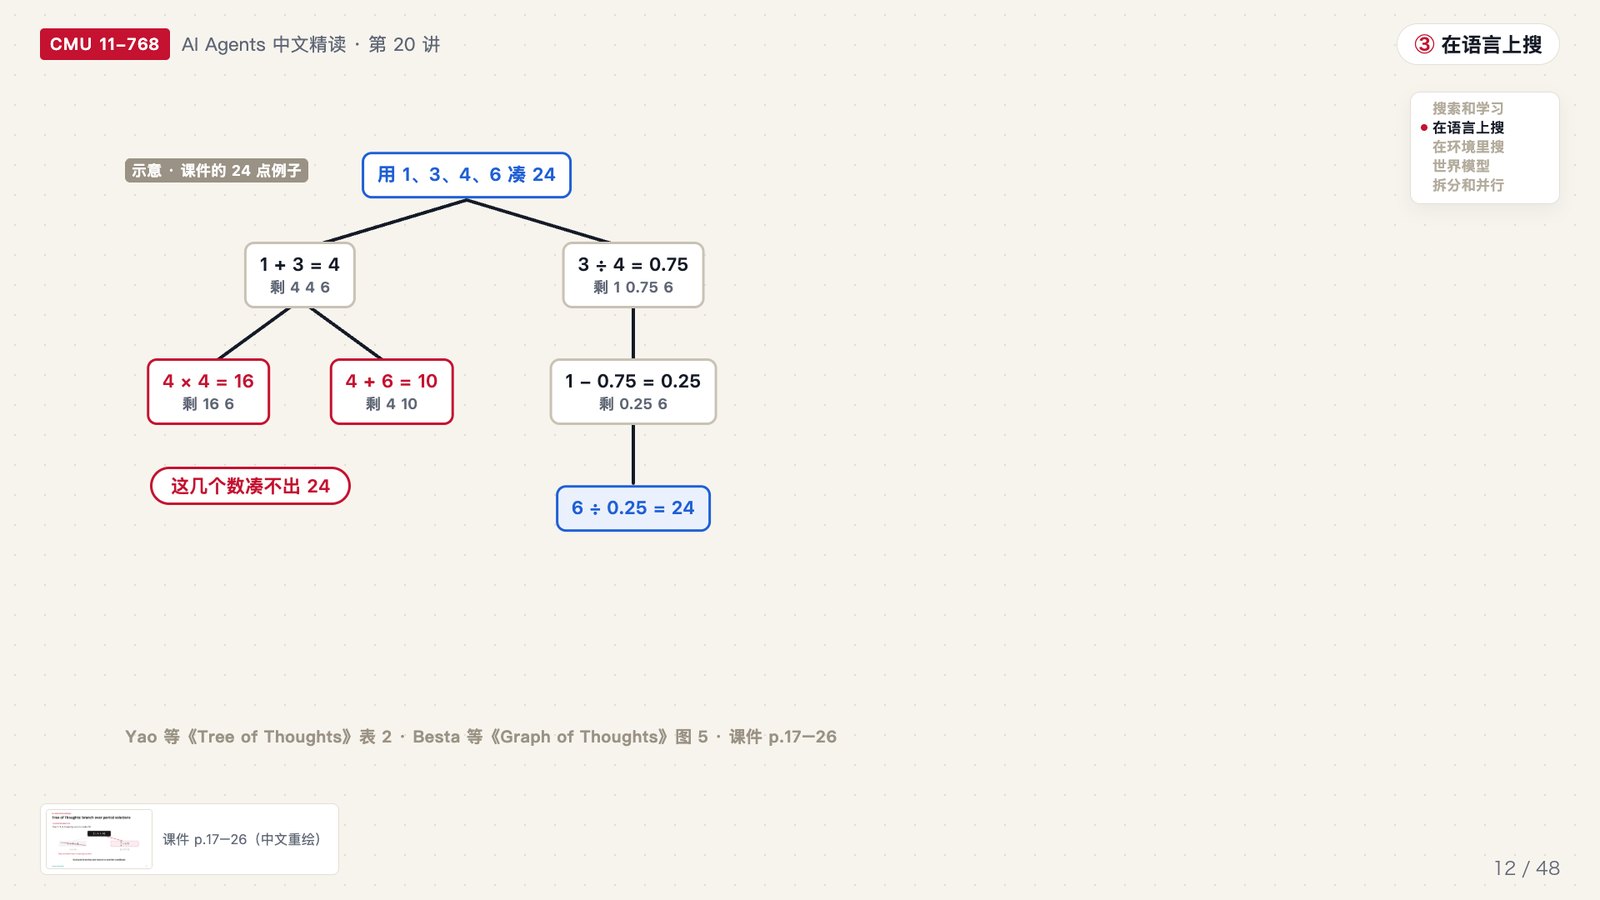 CMU 11–768 AI Agents 中文精读 · 第 20 讲
③ 在语言上搜
搜索和学习
在语言上搜
在环境里搜
世界模型
拆分和并行
示意 · 课件的 24 点例子
用 1、3、4、6 凑 24
1 + 3 = 4
剩 4 4 6
3 ÷ 4 = 0.75
剩 1 0.75 6
4 × 4 = 16
剩 16 6
4 + 6 = 10
剩 4 10
1 − 0.75 = 0.25
剩 0.25 6
这几个数凑不出 24
6 ÷ 0.25 = 24
Yao 等《Tree of Thoughts》表 2 · Besta 等《Graph of Thoughts》图 5 · 课件 p.17—26
课件 p.17—26（中文重绘）
12 / 48